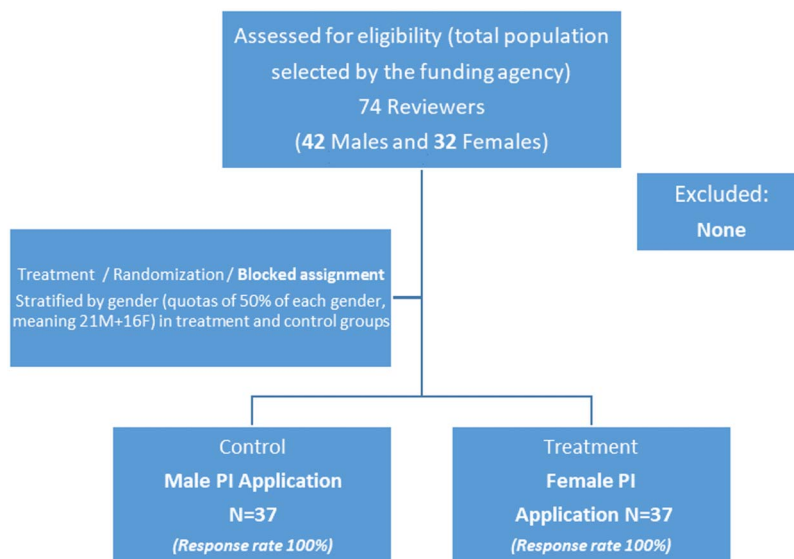 Assessed for eligibility (total population
selected by the funding agency)
74 Reviewers
(42 Males and 32 Females)
Excluded:
None
Treatment / Randomization / Blocked assignment
Stratified by gender (quotas of 50% of each gender,
meaning 21M+16F) in treatment and control groups
Control
Male PI Application
N=37
(Response rate 100%)
Treatment
Female PI
Application N=37
(Response rate 100%)